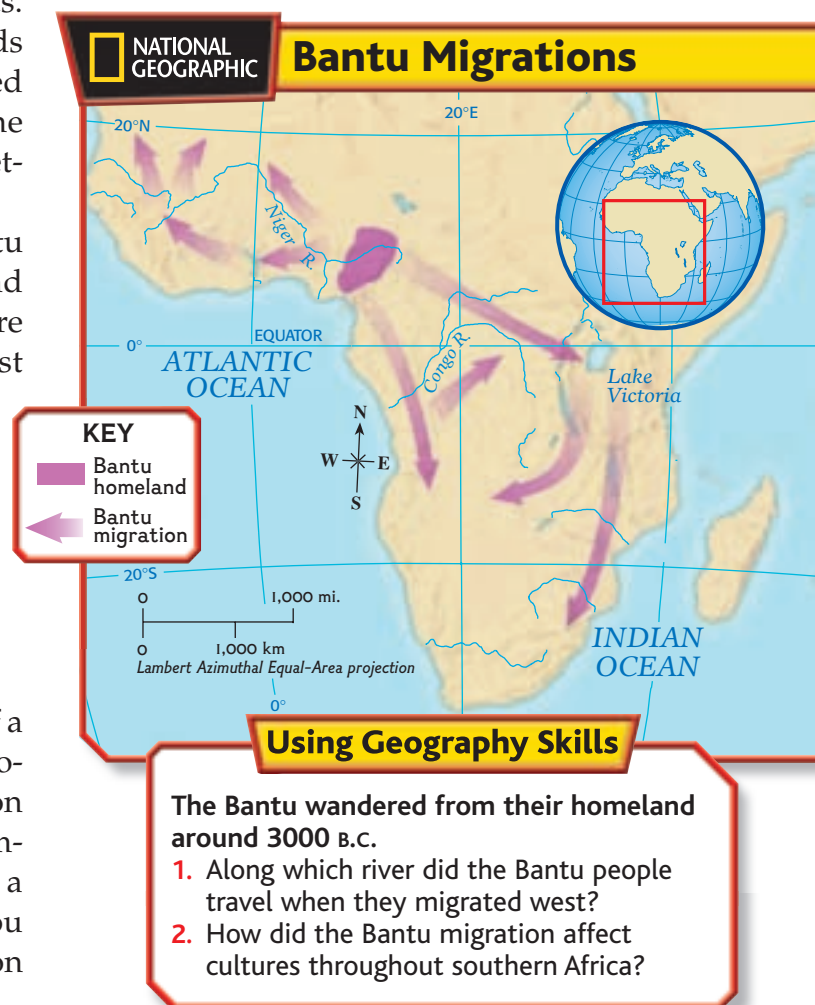 s.
ds
ed
ne
et-
tu
nd
re
st
NATIONAL
GEOGRAPHIC
Bantu Migrations
20°N
20°E
Niger R.
0°
EQUATOR
ATLANTIC
OCEAN
Congo R.
Lake
Victoria
N
W E
S
KEY
Bantu
homeland
Bantu
migration
20°S
0 1,000 mi.
0 1,000 km
Lambert Azimuthal Equal-Area projection
INDIAN
OCEAN
0°
a
o-
on
n-
a
ou
on
Using Geography Skills
The Bantu wandered from their homeland
around 3000 B.C.
1. Along which river did the Bantu people
travel when they migrated west?
2. How did the Bantu migration affect
cultures throughout southern Africa?